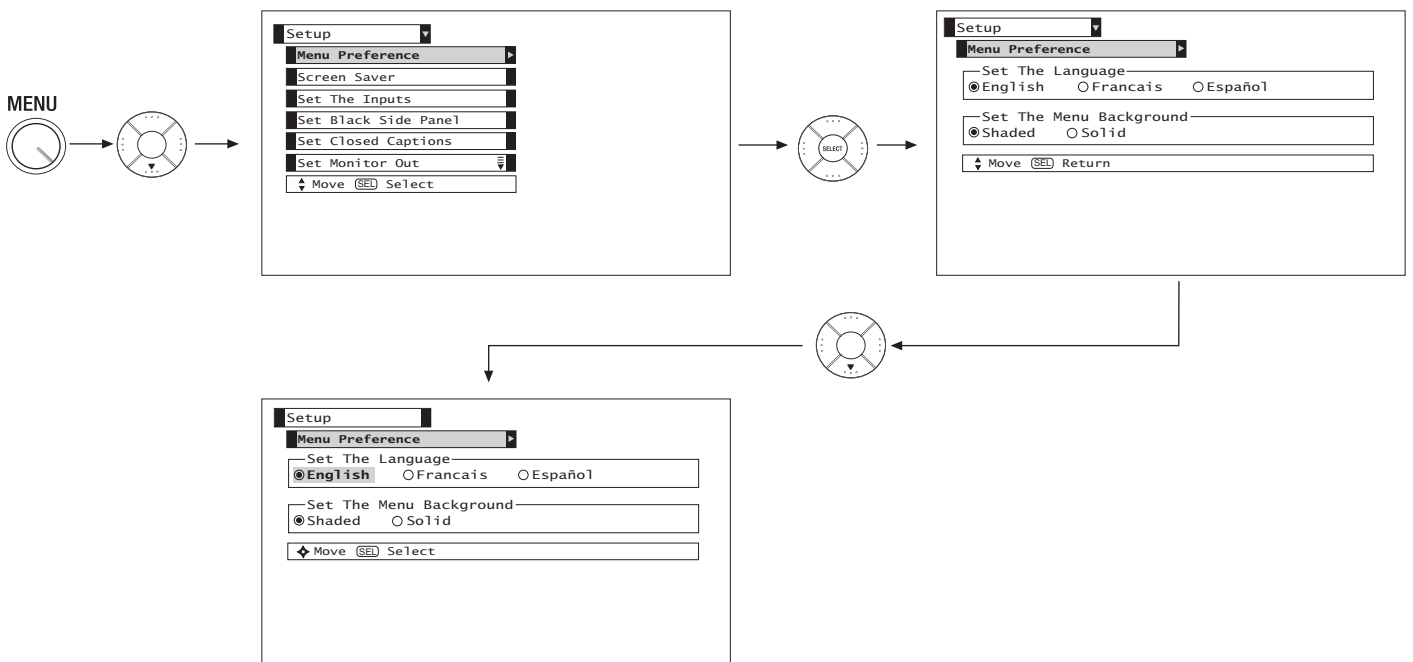 MENU
Setup
Menu Preference
Screen Saver
Set The Inputs
Set Black Side Panel
Set Closed Captions
Set Monitor Out
Move SEL Select
SELECT
Setup
Menu Preference
Set The Language
English Francais Español
Set The Menu Background
Shaded Solid
Move SEL Return
Setup
Menu Preference
Set The Language
English Francais Español
Set The Menu Background
Shaded Solid
Move SEL Select